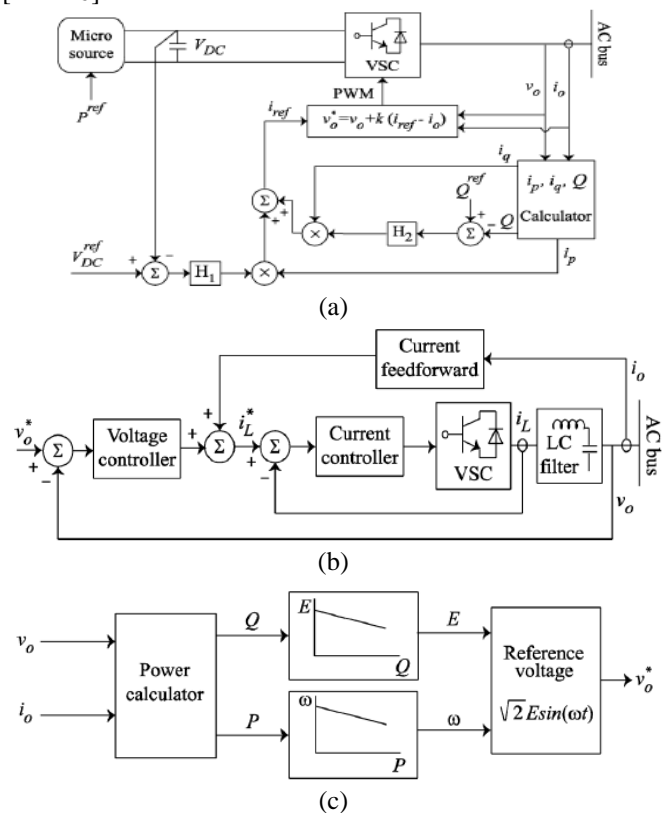 Micro
source
P^ref
V_DC
VSC
PWM
AC bus
v_o
i_o
i_ref
v_o^*=v_o+k (i_ref - i_o)
i_q
i_p, i_q, Q
Calculator
Q^ref
+
Σ
− Q
H_2
×
+
+
Σ
V_DC^ref
+
−
Σ
H_1
×
i_p
(a)
Current
feedforward
i_o
v_o^*
+
−
Σ
Voltage
controller
+
+
Σ
i_L^*
+
−
Σ
Current
controller
VSC
i_L
LC
filter
AC bus
v_o
(b)
v_o
i_o
Power
calculator
Q
E
Q
E
P
ω
P
ω
Reference
voltage
√2 Esin(ωt)
v_o^*
(c)